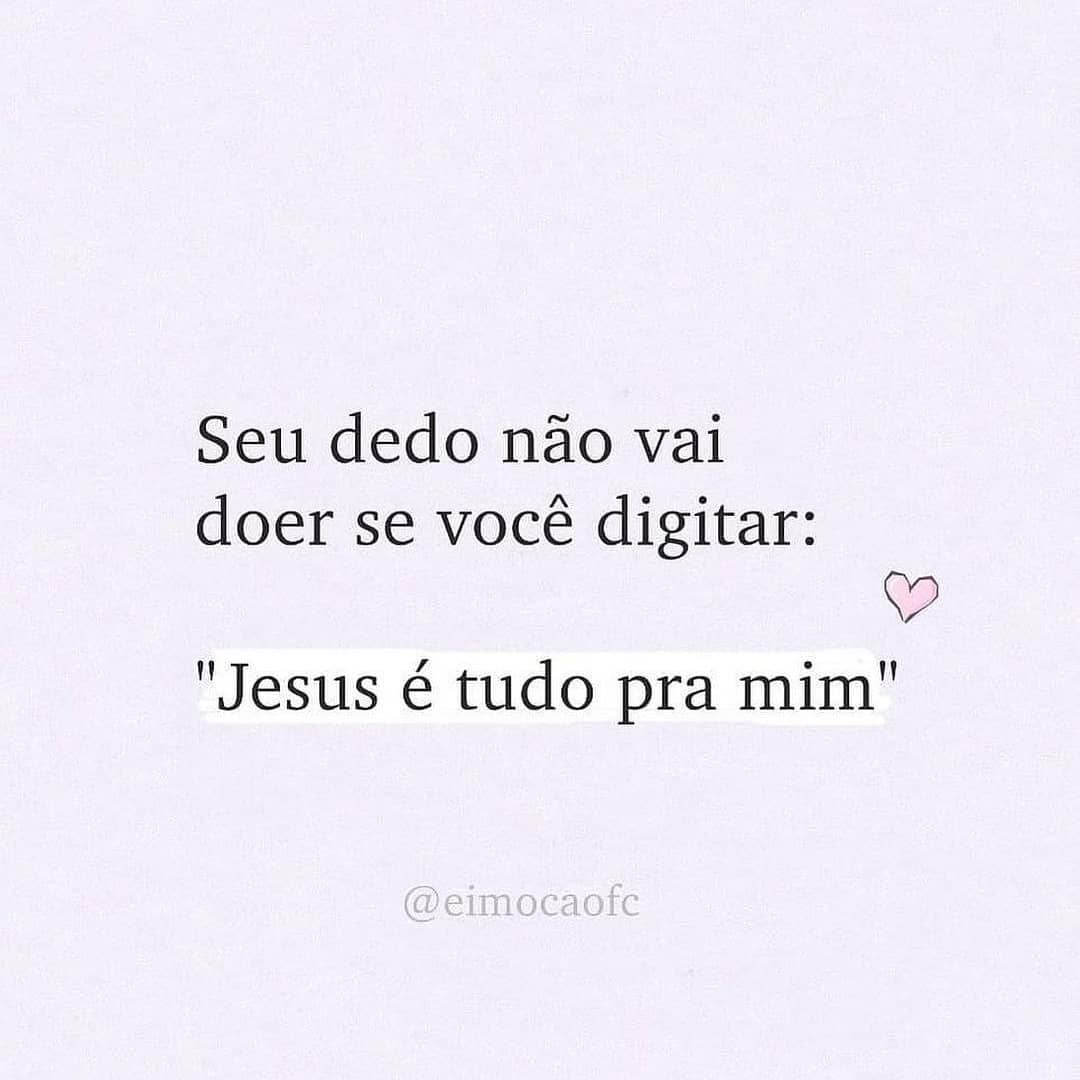 Seu dedo não vai
doer se você digitar:
"Jesus é tudo pra mim"
@eimocaofc